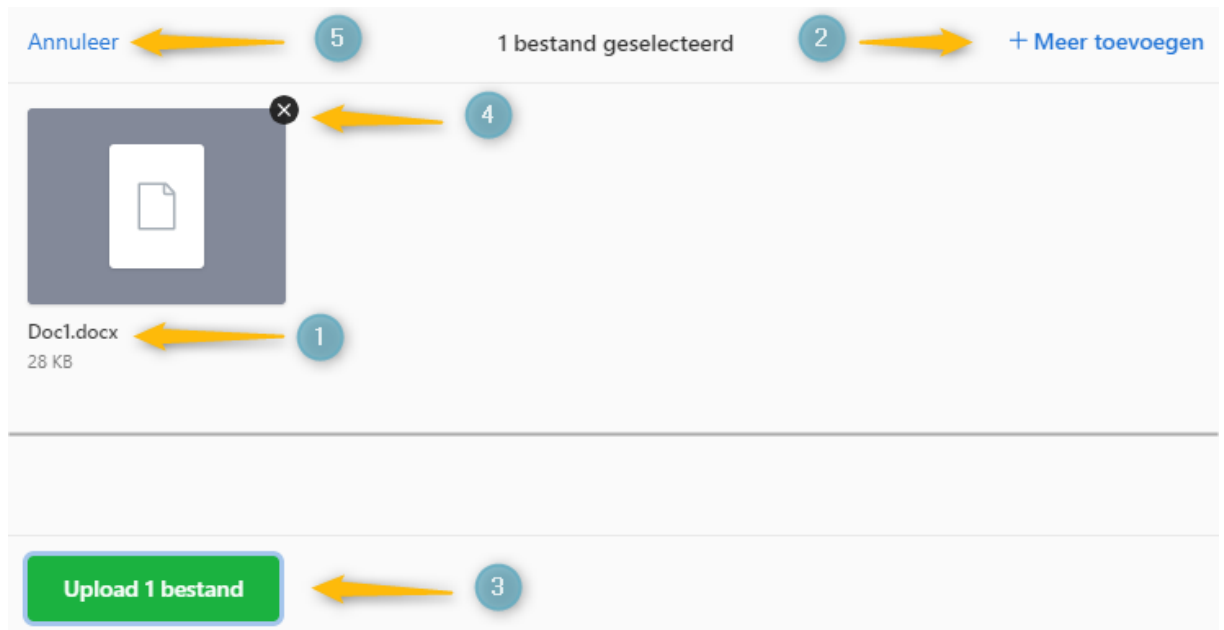 Annuleer 5 1 bestand geselecteerd 2 + Meer toevoegen
4
Doc1.docx 1
28 KB
Upload 1 bestand 3